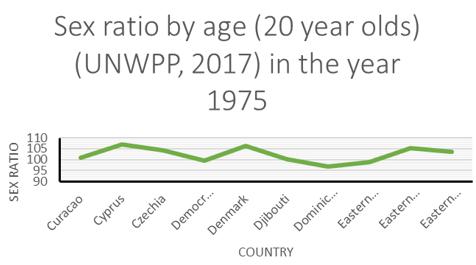 Sex ratio by age (20 year olds)
(UNWPP, 2017) in the year
1975
SEX RATIO
110
105
100
95
90
Curacao
Cyprus
Czechia
Democr...
Denmark
Djibouti
Dominic...
Eastern...
Eastern...
Eastern...
COUNTRY